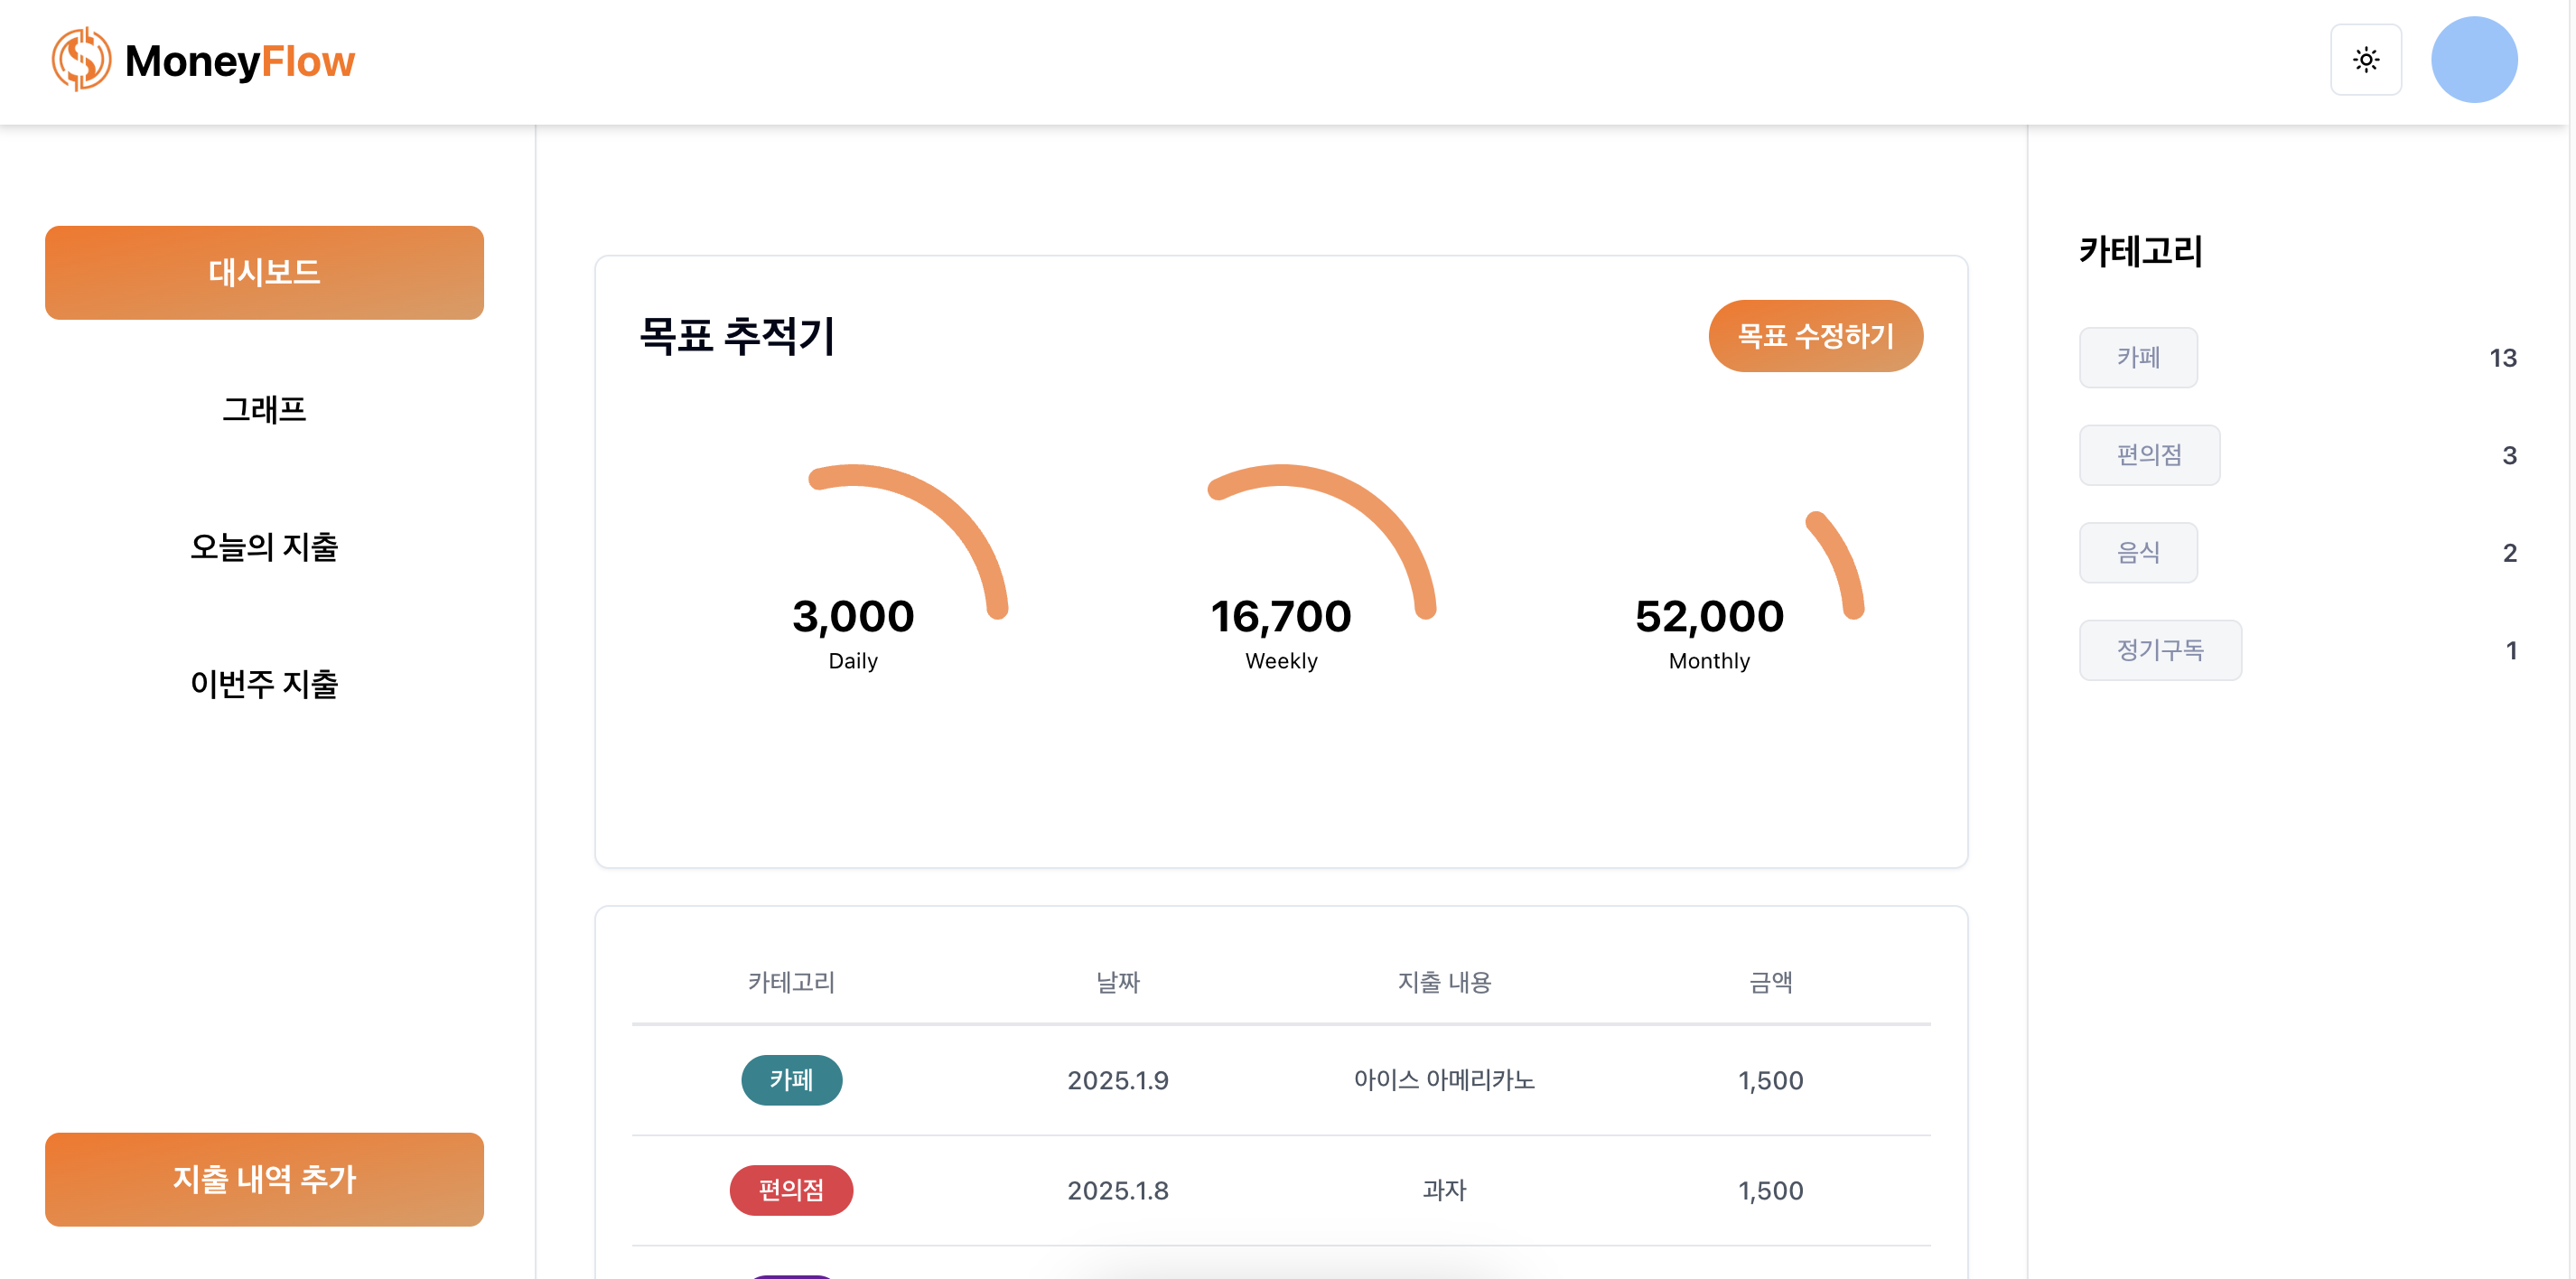 MoneyFlow
대시보드
그래프
오늘의 지출
이번주 지출
지출 내역 추가
목표 추적기
목표 수정하기
3,000
Daily
16,700
Weekly
52,000
Monthly
카테고리 날짜 지출 내용 금액
카페 2025.1.9 아이스 아메리카노 1,500
편의점 2025.1.8 과자 1,500
카테고리
카페 13
편의점 3
음식 2
정기구독 1